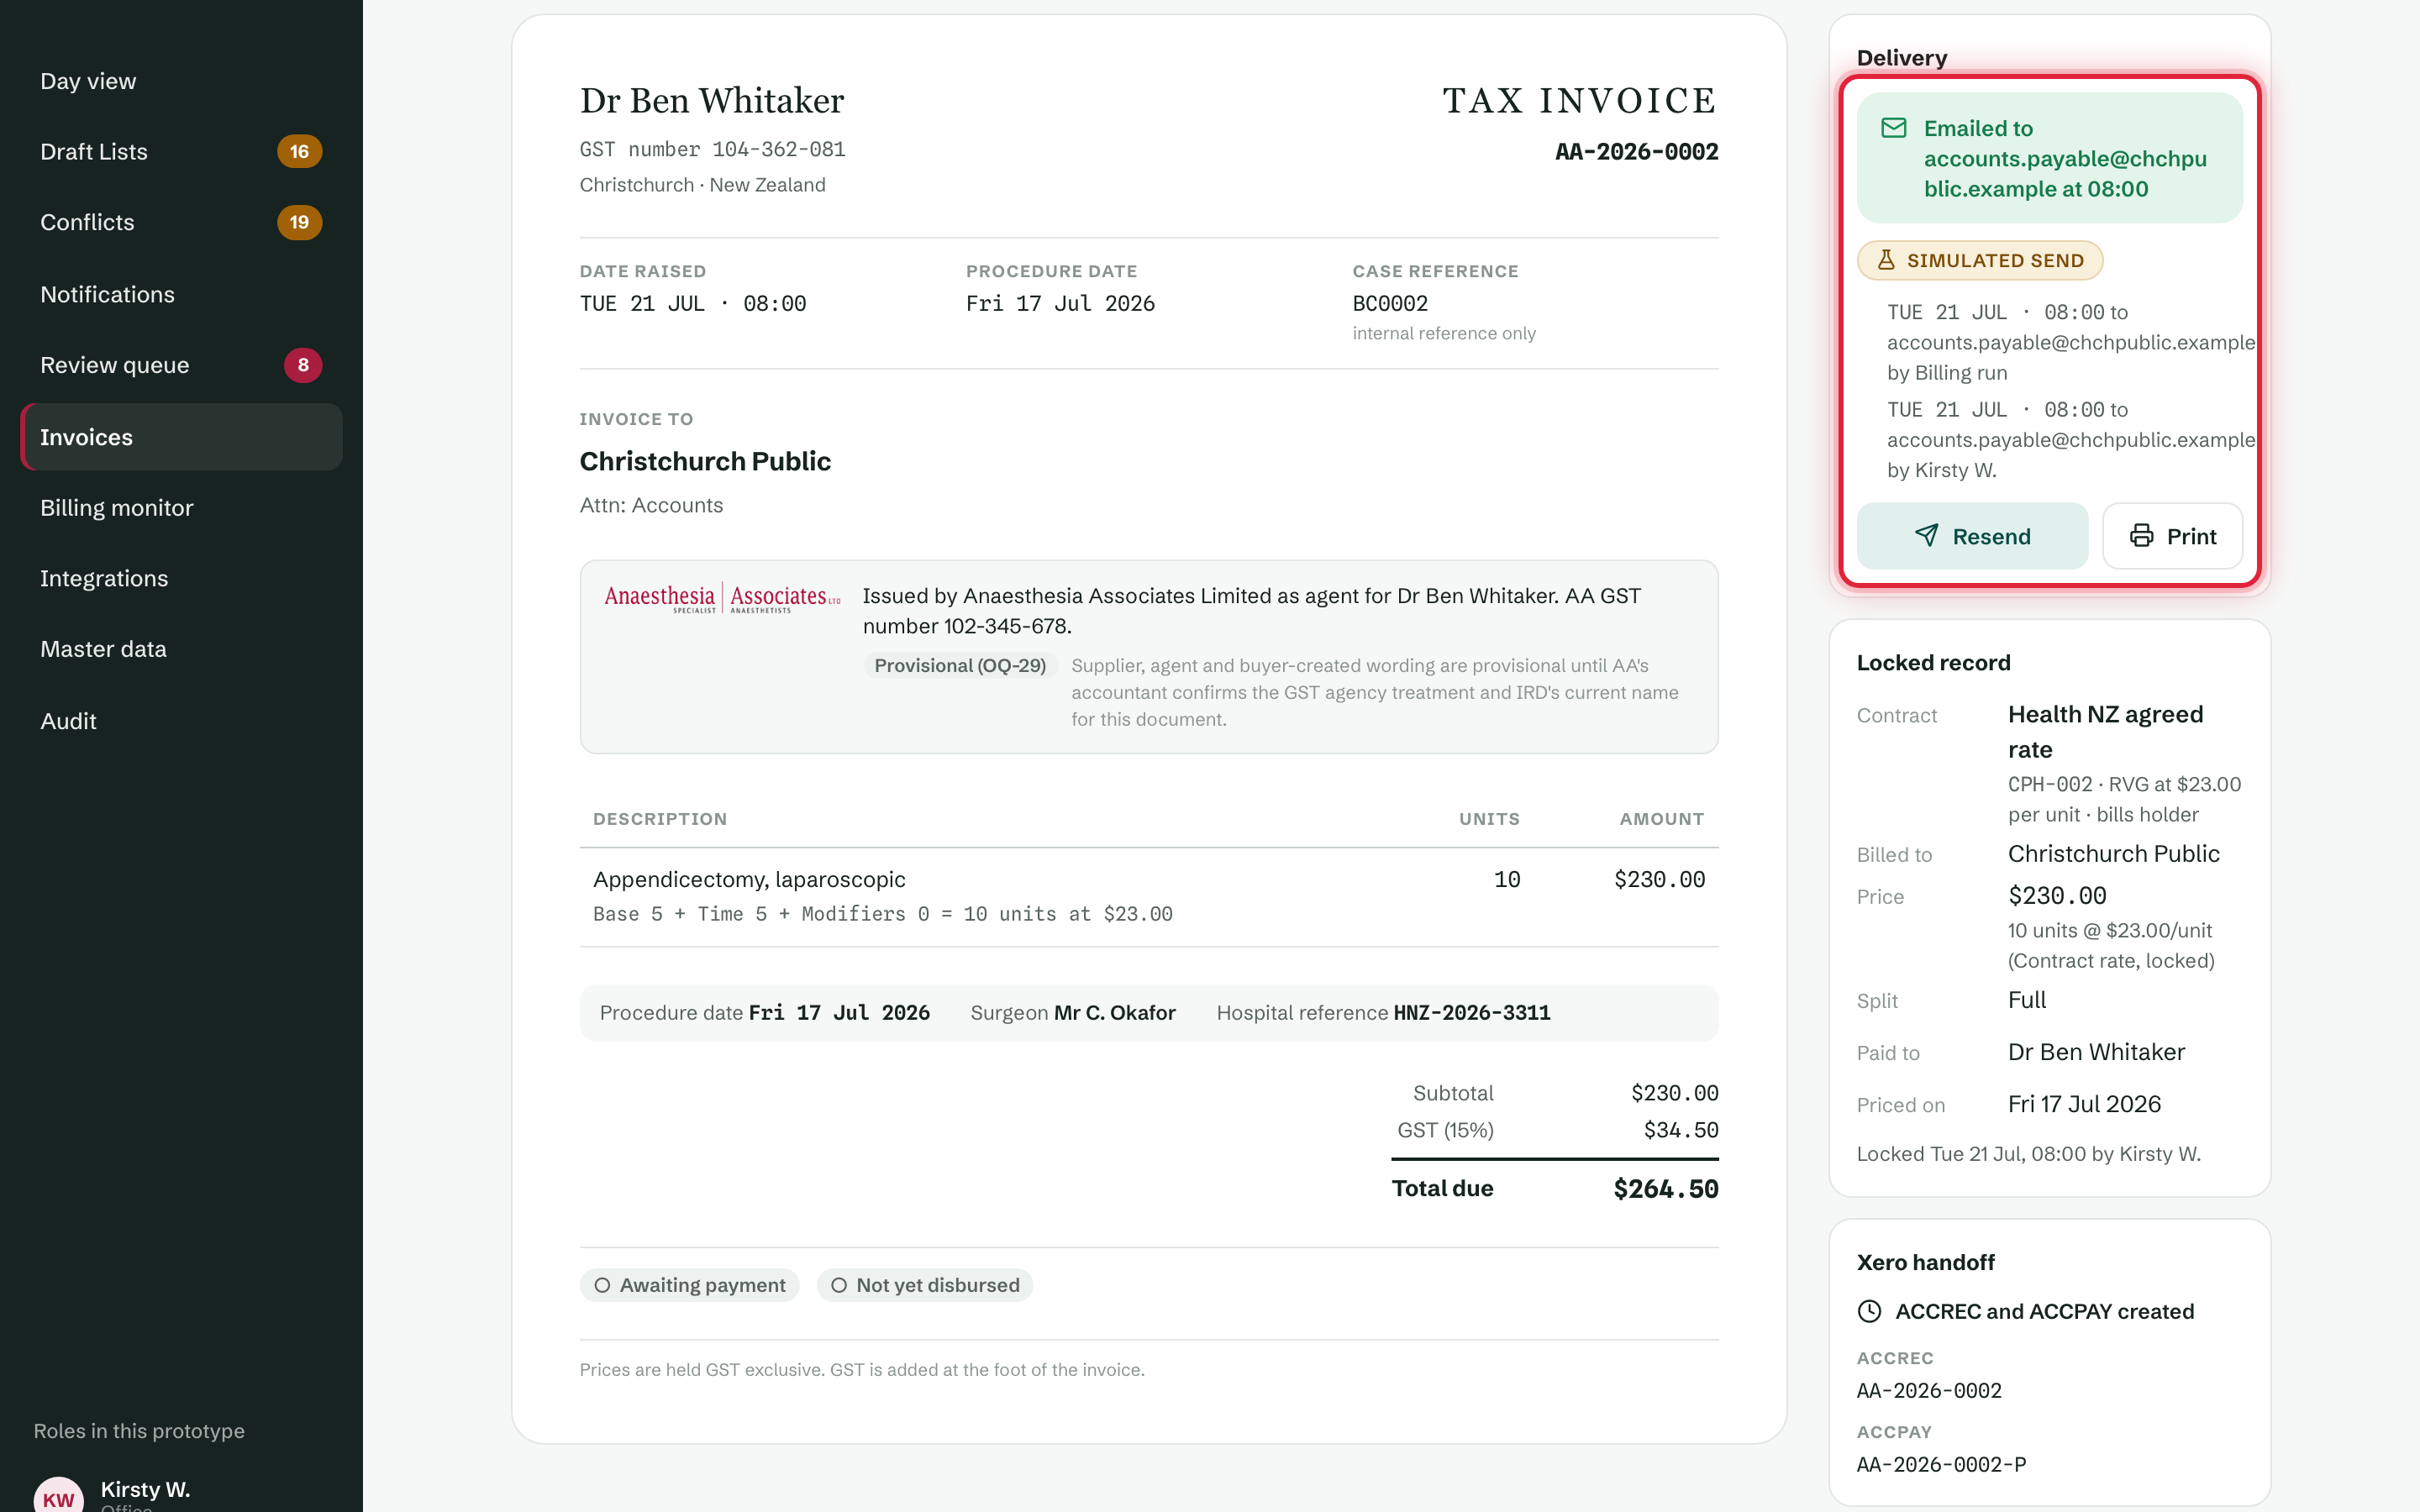 Day view
Draft Lists 16
Conflicts 19
Notifications
Review queue 8
Invoices
Billing monitor
Integrations
Master data
Audit
Roles in this prototype
KW Kirsty W.
Office
Dr Ben Whitaker
GST number 104-362-081
Christchurch · New Zealand
TAX INVOICE
AA-2026-0002
DATE RAISED
TUE 21 JUL · 08:00
PROCEDURE DATE
Fri 17 Jul 2026
CASE REFERENCE
BC0002
internal reference only
INVOICE TO
Christchurch Public
Attn: Accounts
Anaesthesia Associates LTD
SPECIALIST ANAESTHETISTS
Issued by Anaesthesia Associates Limited as agent for Dr Ben Whitaker. AA GST
number 102-345-678.
Provisional (OQ-29) Supplier, agent and buyer-created wording are provisional until AA's
accountant confirms the GST agency treatment and IRD's current name
for this document.
DESCRIPTION UNITS AMOUNT
Appendicectomy, laparoscopic 10 $230.00
Base 5 + Time 5 + Modifiers 0 = 10 units at $23.00
Procedure date Fri 17 Jul 2026 Surgeon Mr C. Okafor Hospital reference HNZ-2026-3311
Subtotal $230.00
GST (15%) $34.50
Total due $264.50
Awaiting payment Not yet disbursed
Prices are held GST exclusive. GST is added at the foot of the invoice.
Delivery
Emailed to
accounts.payable@chchpu
blic.example at 08:00
SIMULATED SEND
TUE 21 JUL · 08:00 to
accounts.payable@chchpublic.example
by Billing run
TUE 21 JUL · 08:00 to
accounts.payable@chchpublic.example
by Kirsty W.
Resend Print
Locked record
Contract Health NZ agreed
rate
CPH-002 · RVG at $23.00
per unit · bills holder
Billed to Christchurch Public
Price $230.00
10 units @ $23.00/unit
(Contract rate, locked)
Split Full
Paid to Dr Ben Whitaker
Priced on Fri 17 Jul 2026
Locked Tue 21 Jul, 08:00 by Kirsty W.
Xero handoff
ACCREC and ACCPAY created
ACCREC
AA-2026-0002
ACCPAY
AA-2026-0002-P